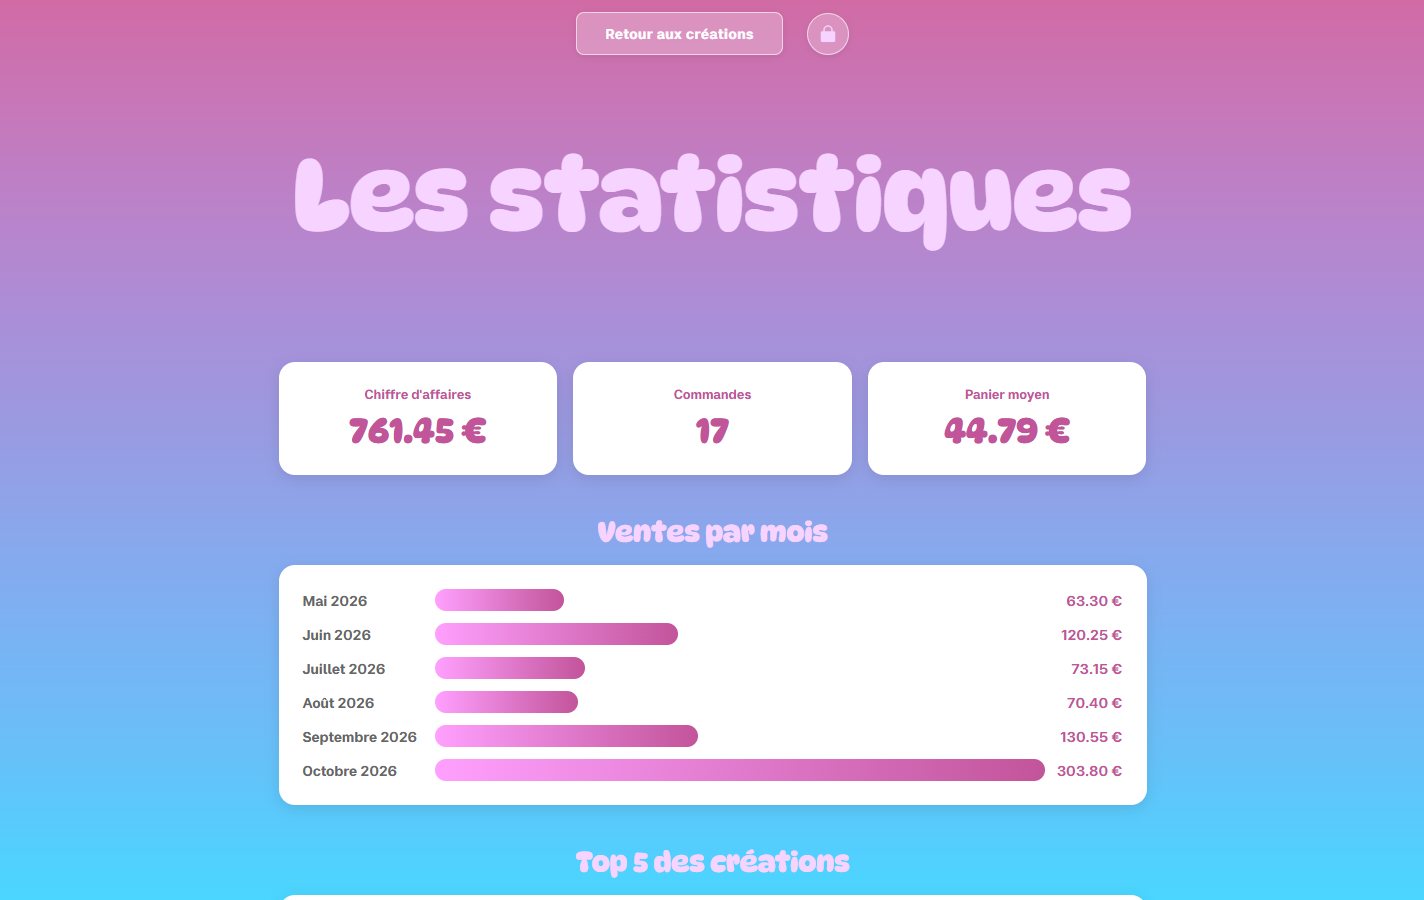 Retour aux créations
Les statistiques
Chiffre d'affaires
761.45 €
Commandes
17
Panier moyen
44.79 €
Ventes par mois
Mai 2026 63.30 €
Juin 2026 120.25 €
Juillet 2026 73.15 €
Août 2026 70.40 €
Septembre 2026 130.55 €
Octobre 2026 303.80 €
Top 5 des créations